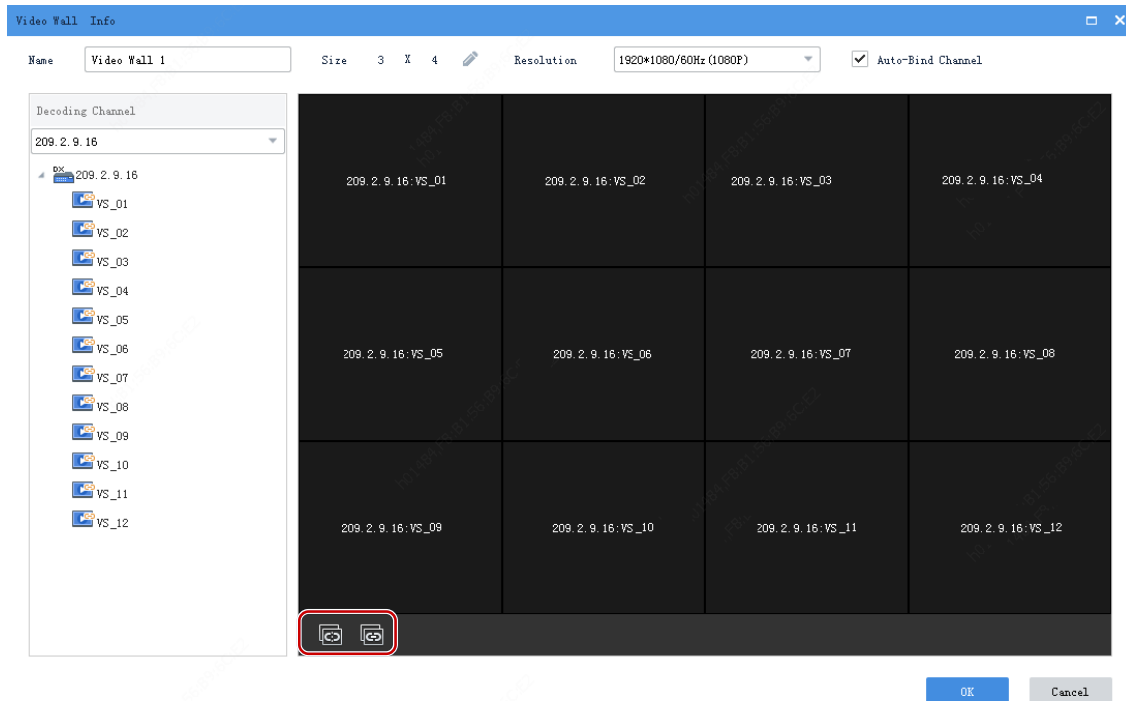 Video Wall Info
Name Video Wall 1 Size 3 X 4 Resolution 1920*1080/60Hz(1080P) Auto-Bind Channel
Decoding Channel
209.2.9.16
DX 209.2.9.16
VS_01
VS_02
VS_03
VS_04
VS_05
VS_06
VS_07
VS_08
VS_09
VS_10
VS_11
VS_12
209.2.9.16:VS_01 209.2.9.16:VS_02 209.2.9.16:VS_03 209.2.9.16:VS_04
209.2.9.16:VS_05 209.2.9.16:VS_06 209.2.9.16:VS_07 209.2.9.16:VS_08
209.2.9.16:VS_09 209.2.9.16:VS_10 209.2.9.16:VS_11 209.2.9.16:VS_12
OK Cancel